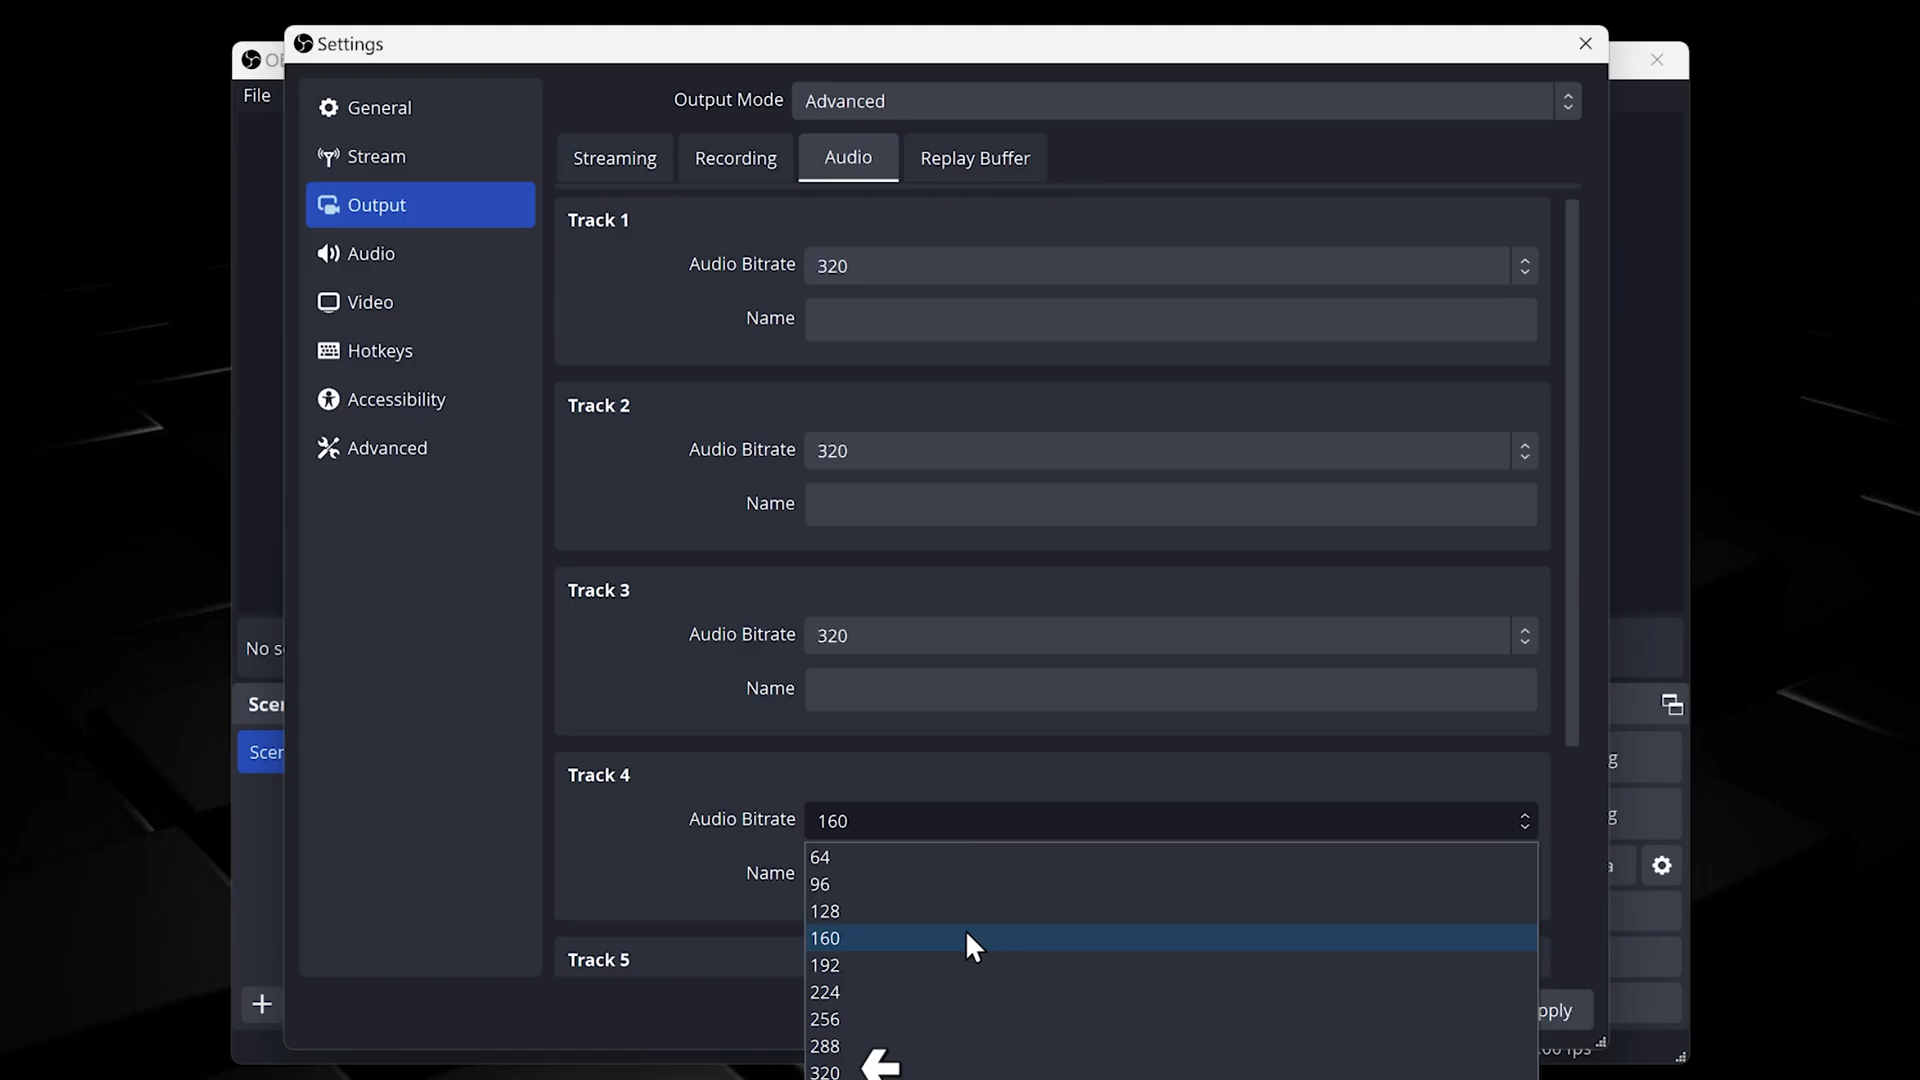 Settings
File
General
Stream
Output
Audio
Video
Hotkeys
Accessibility
Advanced
Output Mode
Advanced
Streaming
Recording
Audio
Replay Buffer
Track 1
Audio Bitrate
320
Name
Track 2
Audio Bitrate
320
Name
Track 3
Audio Bitrate
320
Name
Track 4
Audio Bitrate
160
Name
64
96
128
160
192
224
256
288
320
Track 5